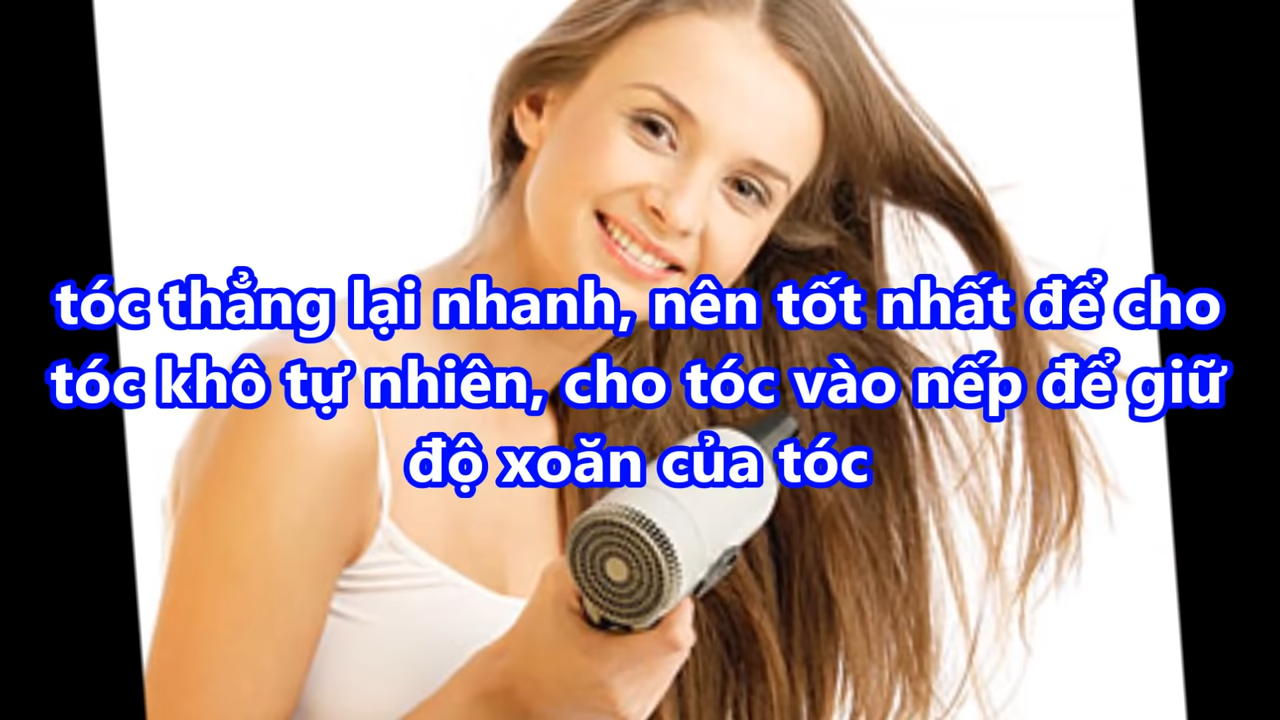 tóc thẳng lại nhanh, nên tốt nhất để cho
tóc khô tự nhiên, cho tóc vào nếp để giữ
độ xoăn của tóc